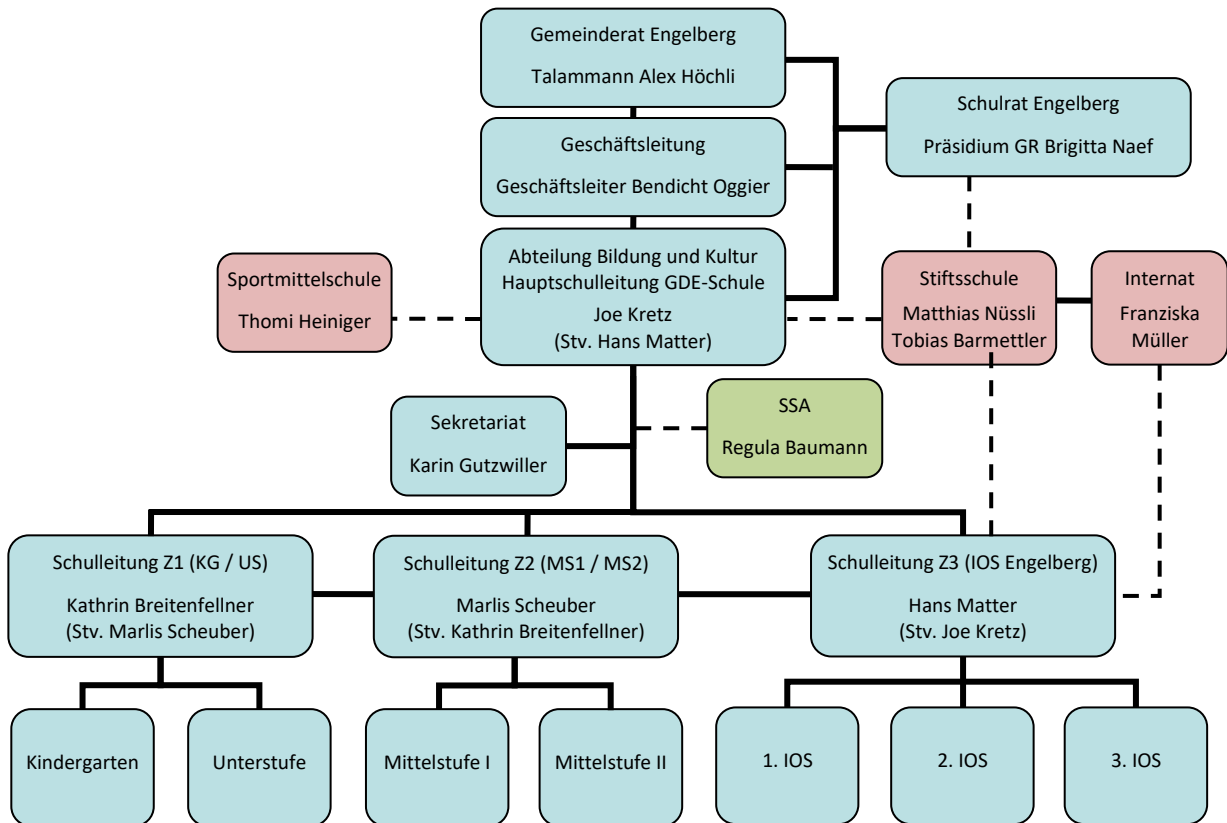 Gemeinderat Engelberg
Talammann Alex Höchli
Schulrat Engelberg
Präsidium GR Brigitta Naef
Geschäftsleitung
Geschäftsleiter Bendicht Oggier
Abteilung Bildung und Kultur
Hauptschulleitung GDE-Schule
Joe Kretz
(Stv. Hans Matter)
Sportmittelschule
Thomi Heiniger
Stiftsschule
Matthias Nüssli
Tobias Barmettler
Internat
Franziska
Müller
Sekretariat
Karin Gutzwiller
SSA
Regula Baumann
Schulleitung Z1 (KG / US)
Kathrin Breitenfellner
(Stv. Marlis Scheuber)
Schulleitung Z2 (MS1 / MS2)
Marlis Scheuber
(Stv. Kathrin Breitenfellner)
Schulleitung Z3 (IOS Engelberg)
Hans Matter
(Stv. Joe Kretz)
Kindergarten
Unterstufe
Mittelstufe I
Mittelstufe II
1. IOS
2. IOS
3. IOS